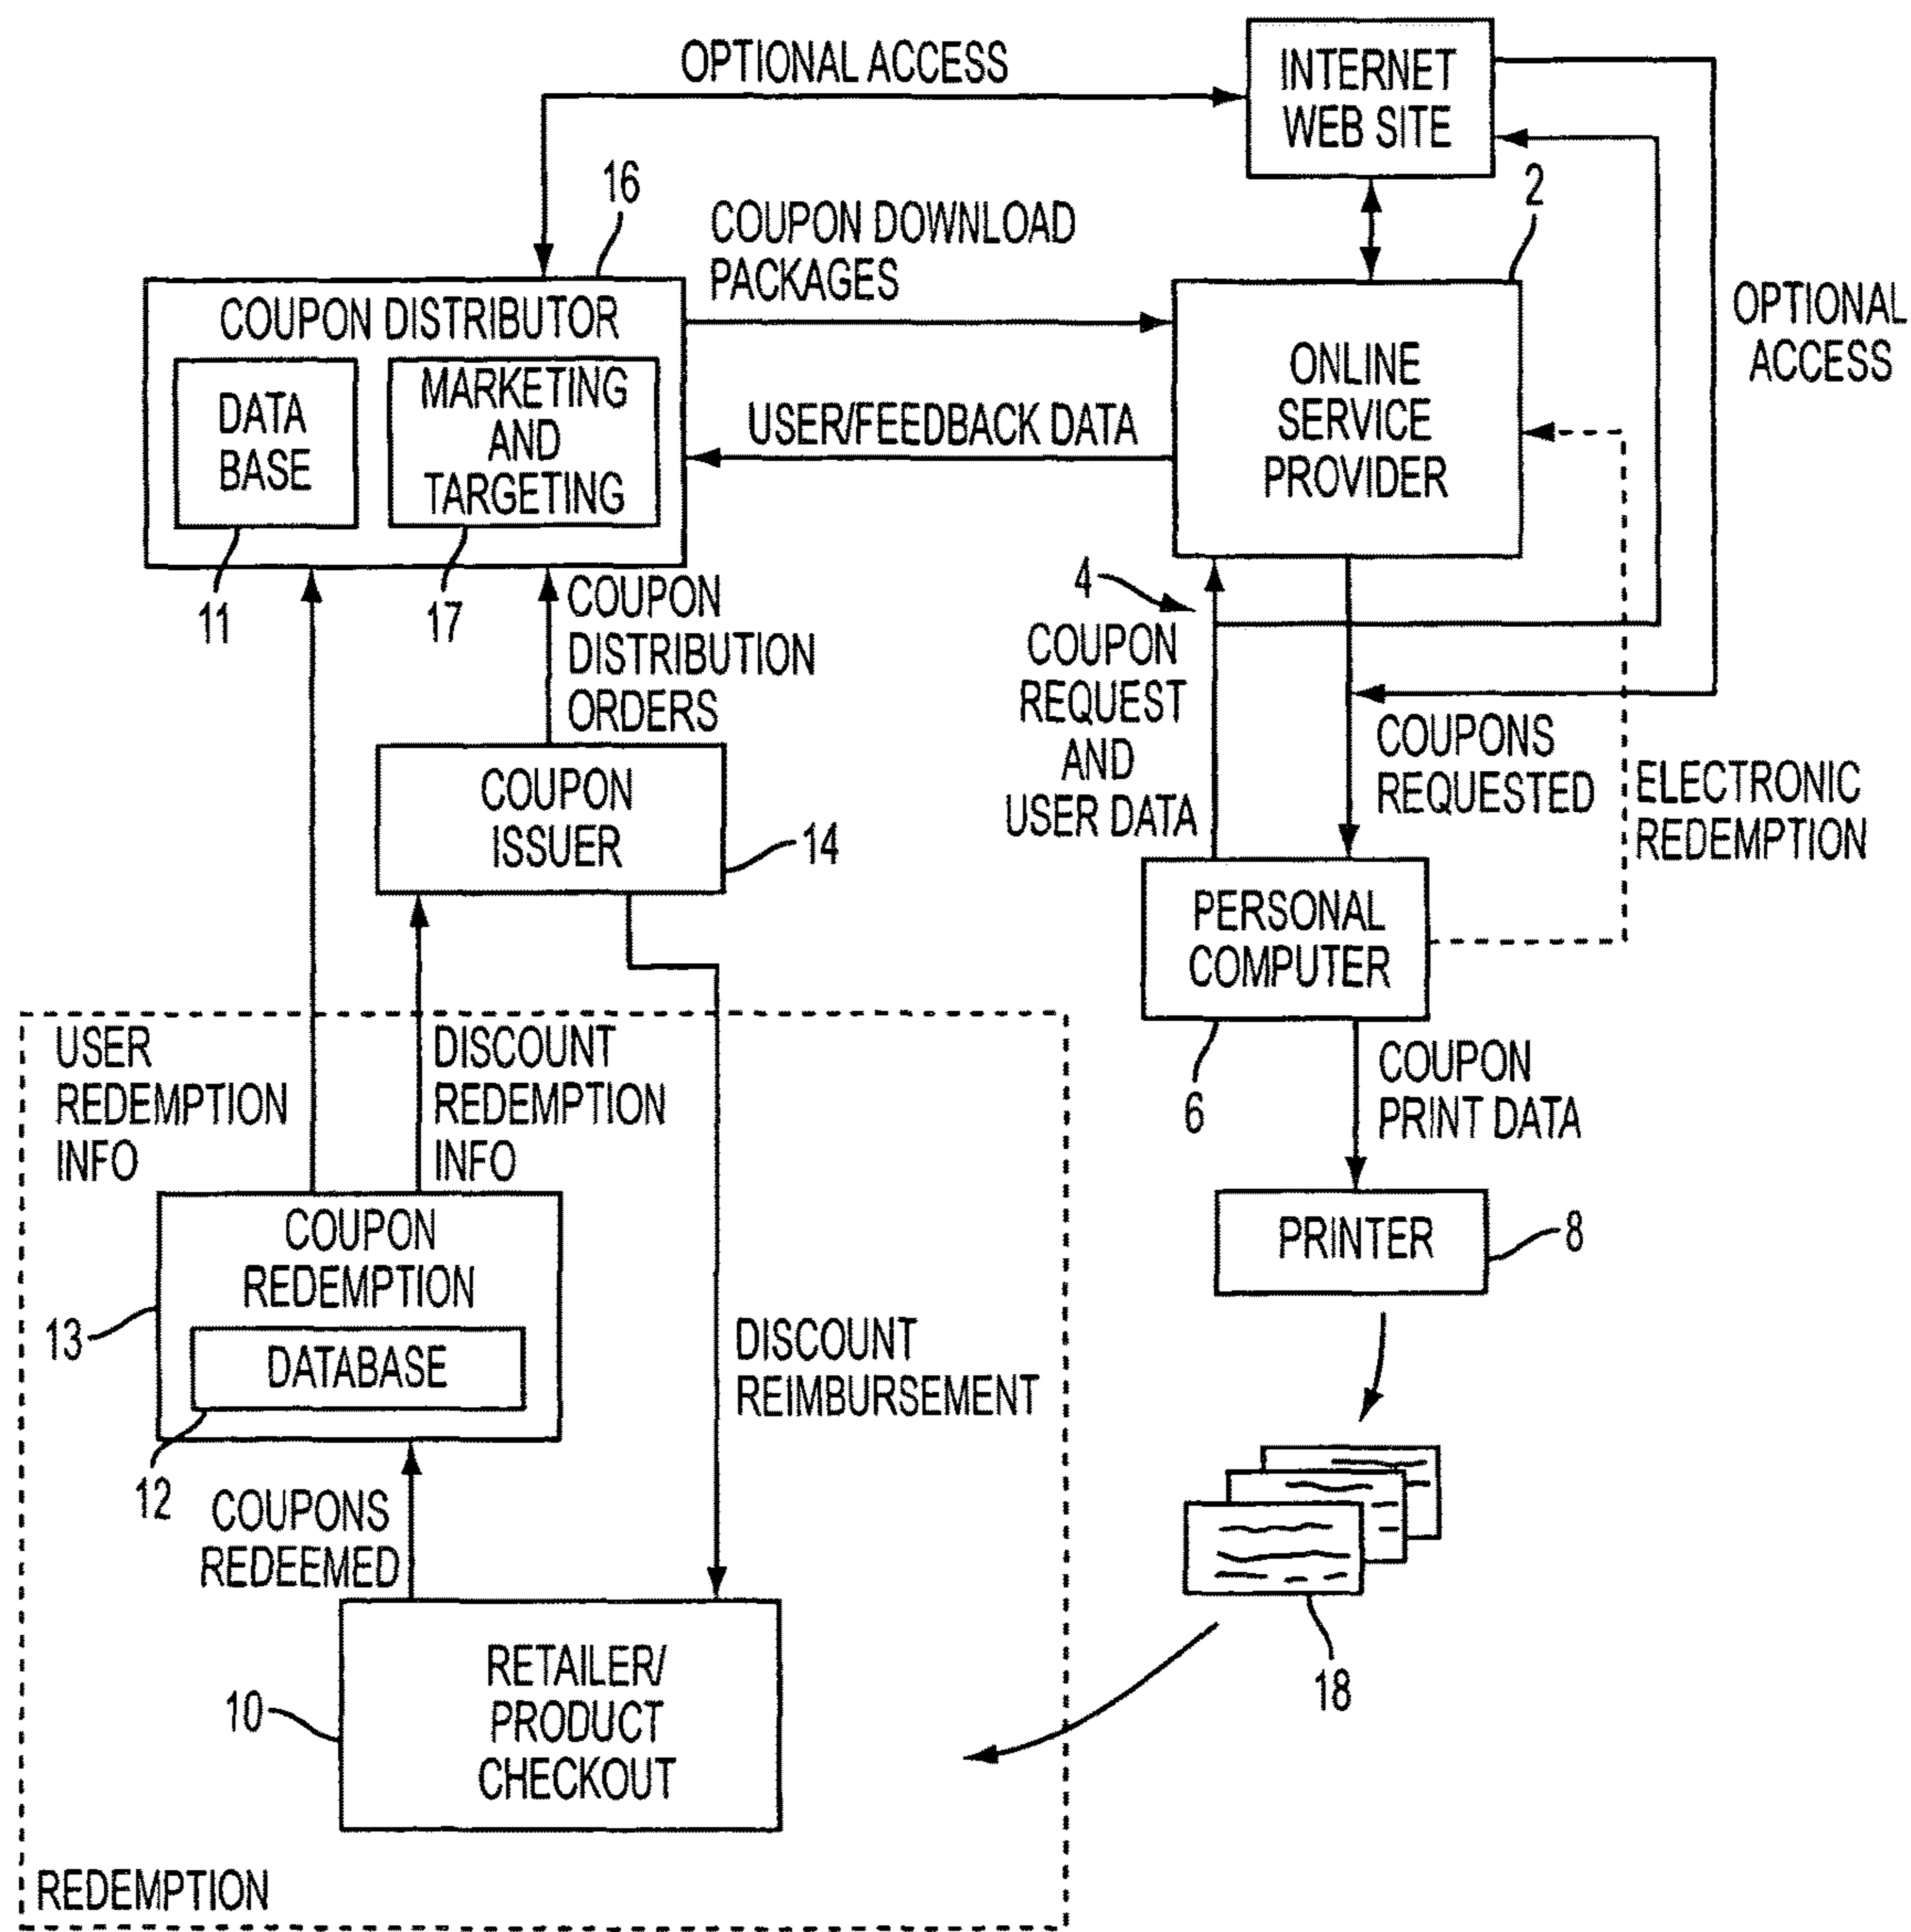 OPTIONAL ACCESS
INTERNET
WEB SITE
16
COUPON DOWNLOAD
PACKAGES
2
COUPON DISTRIBUTOR
DATA
BASE
MARKETING
AND
TARGETING
11
17
USER/FEEDBACK DATA
ONLINE
SERVICE
PROVIDER
OPTIONAL
ACCESS
4
COUPON
DISTRIBUTION
ORDERS
COUPON
REQUEST
AND
USER DATA
COUPONS
REQUESTED
ELECTRONIC
REDEMPTION
COUPON
ISSUER
14
PERSONAL
COMPUTER
6
USER
REDEMPTION
INFO
DISCOUNT
REDEMPTION
INFO
COUPON
PRINT DATA
COUPON
REDEMPTION
DATABASE
13
12
PRINTER
8
DISCOUNT
REIMBURSEMENT
COUPONS
REDEEMED
18
RETAILER/
PRODUCT
CHECKOUT
10
REDEMPTION